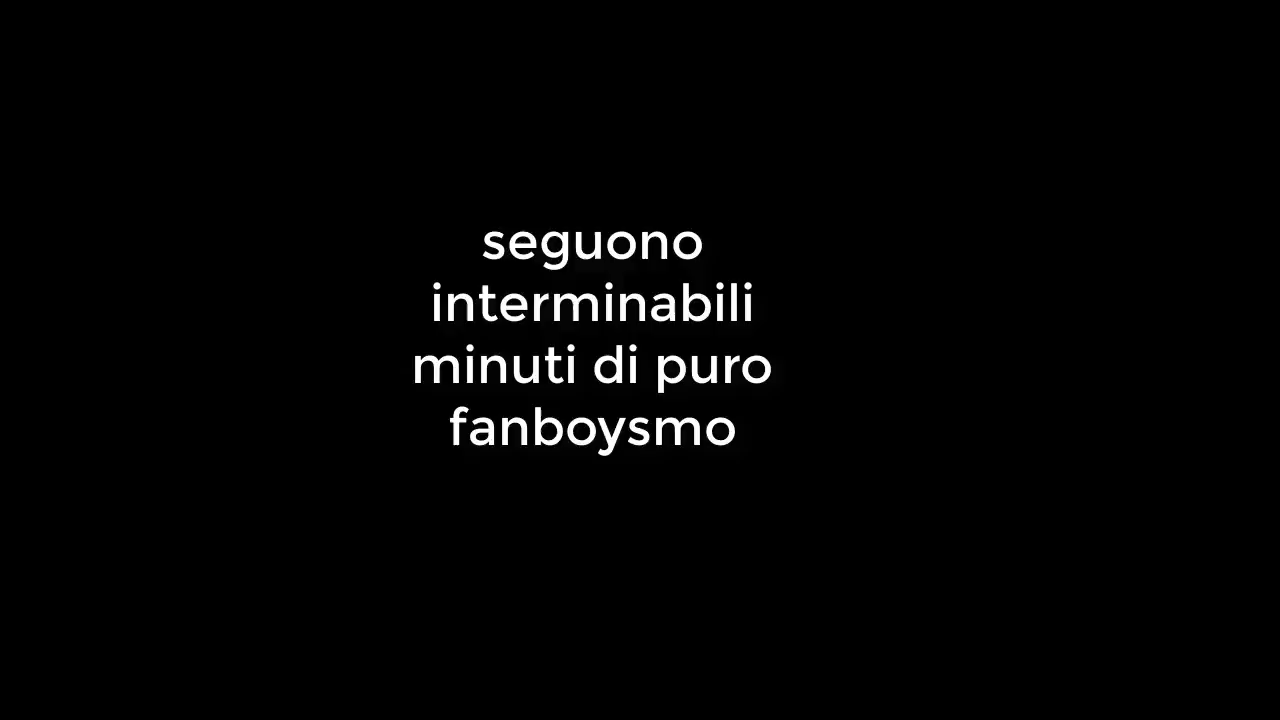 seguono
interminabili
minuti di puro
fanboysmo